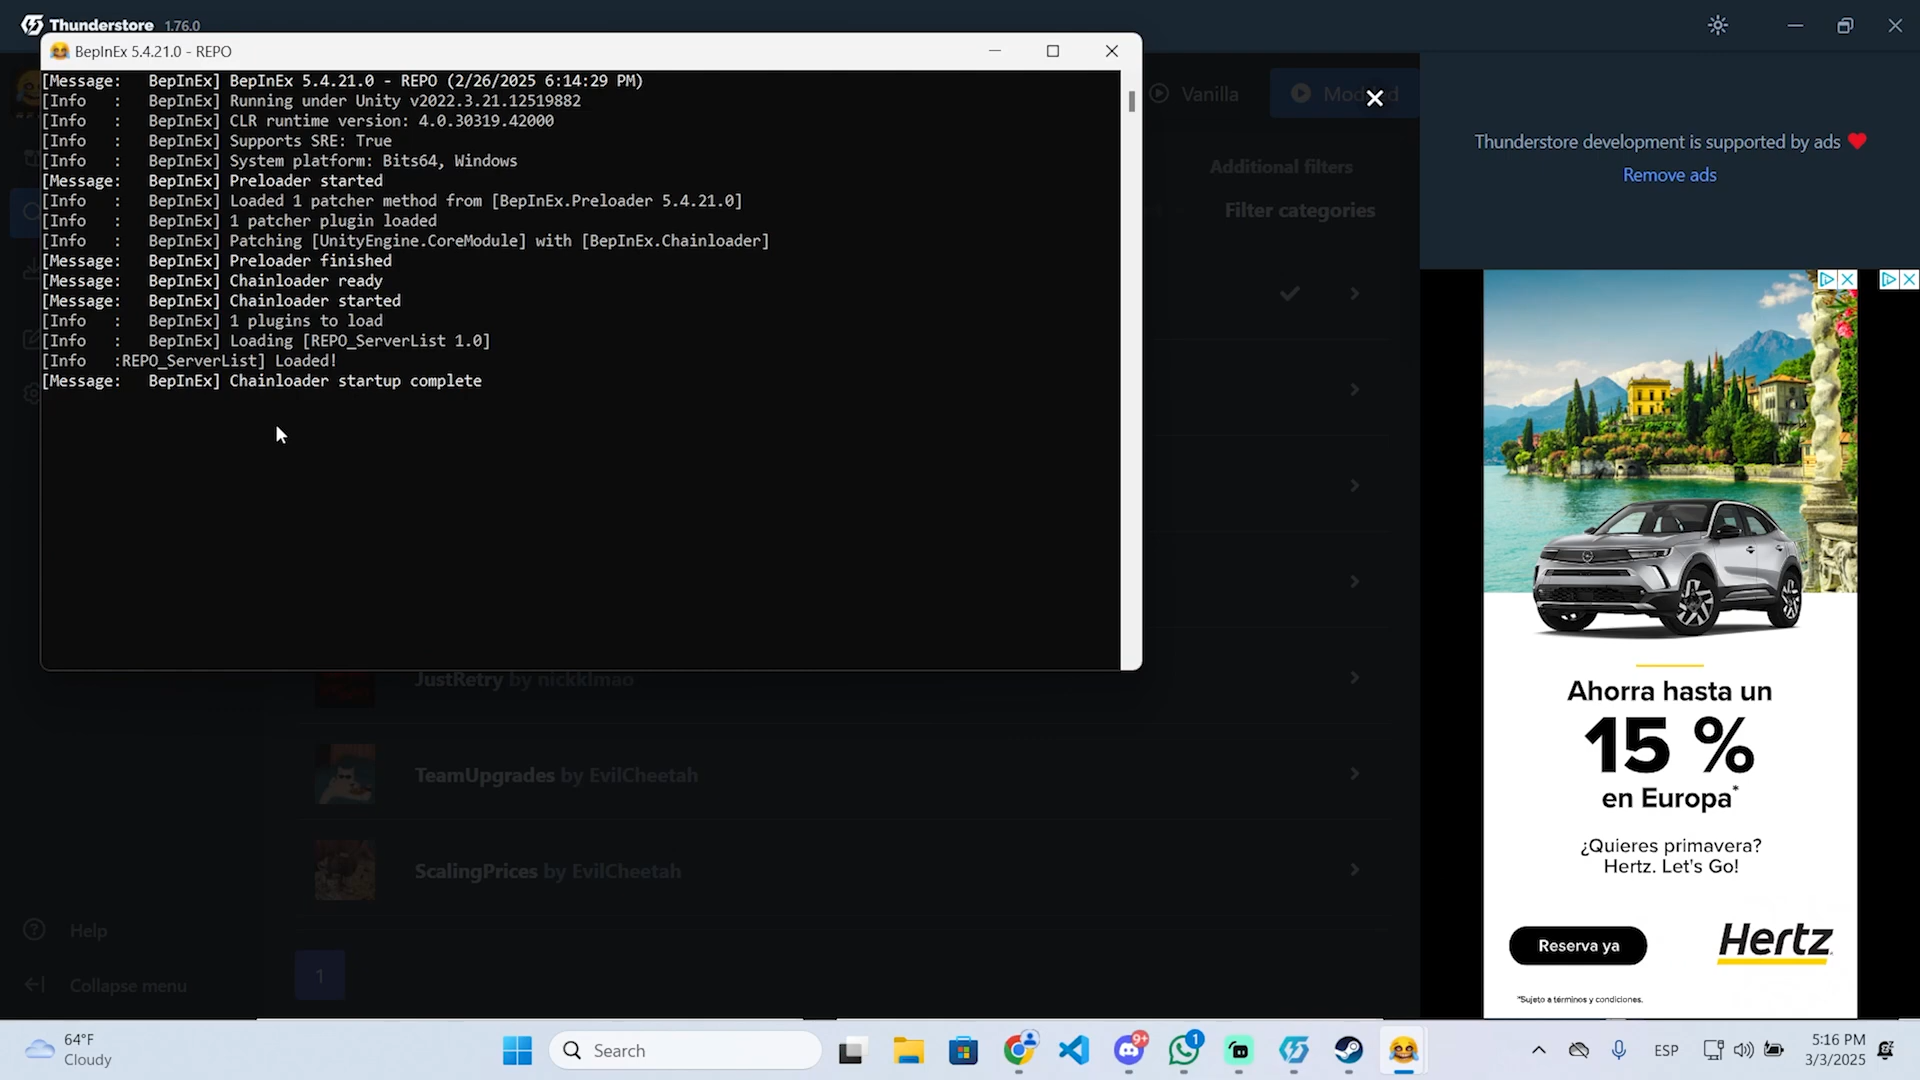 Thunderstore 1.76.0
BepInEx 5.4.21.0 - REPO
[Message:   BepInEx] BepInEx 5.4.21.0 - REPO (2/26/2025 6:14:29 PM)
[Info   :   BepInEx] Running under Unity v2022.3.21.12519882
[Info   :   BepInEx] CLR runtime version: 4.0.30319.42000
[Info   :   BepInEx] Supports SRE: True
[Info   :   BepInEx] System platform: Bits64, Windows
[Message:   BepInEx] Preloader started
[Info   :   BepInEx] Loaded 1 patcher method from [BepInEx.Preloader 5.4.21.0]
[Info   :   BepInEx] 1 patcher plugin loaded
[Info   :   BepInEx] Patching [UnityEngine.CoreModule] with [BepInEx.Chainloader]
[Message:   BepInEx] Preloader finished
[Message:   BepInEx] Chainloader ready
[Message:   BepInEx] Chainloader started
[Info   :   BepInEx] 1 plugins to load
[Info   :   BepInEx] Loading [REPO_ServerList 1.0]
[Info   :REPO_ServerList] Loaded!
[Message:   BepInEx] Chainloader startup complete
Vanilla
Additional filters
Filter categories
JustRetry by nickklmao
TeamUpgrades by EvilCheetah
ScalingPrices by EvilCheetah
Help
Collapse menu
1
Thunderstore development is supported by ads
Remove ads
Ahorra hasta un
15 %
en Europa*
¿Quieres primavera?
Hertz. Let's Go!
Reserva ya
Hertz
*Sujeto a términos y condiciones.
64°F
Cloudy
Search
9+
1
ESP
5:16 PM
3/3/2025